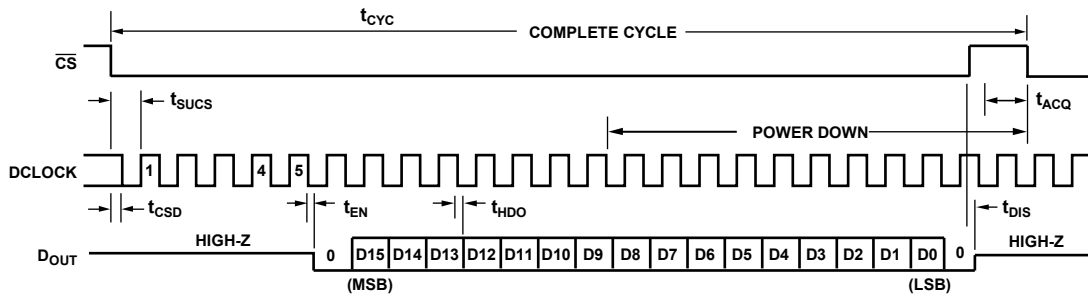 tCYC
COMPLETE CYCLE
CS
tSUCS
tACQ
POWER DOWN
DCLOCK
1
4
5
tCSD
tEN
tHDO
tDIS
HIGH-Z
HIGH-Z
DOUT
0 D15 D14 D13 D12 D11 D10 D9 D8 D7 D6 D5 D4 D3 D2 D1 D0 0
(MSB)
(LSB)